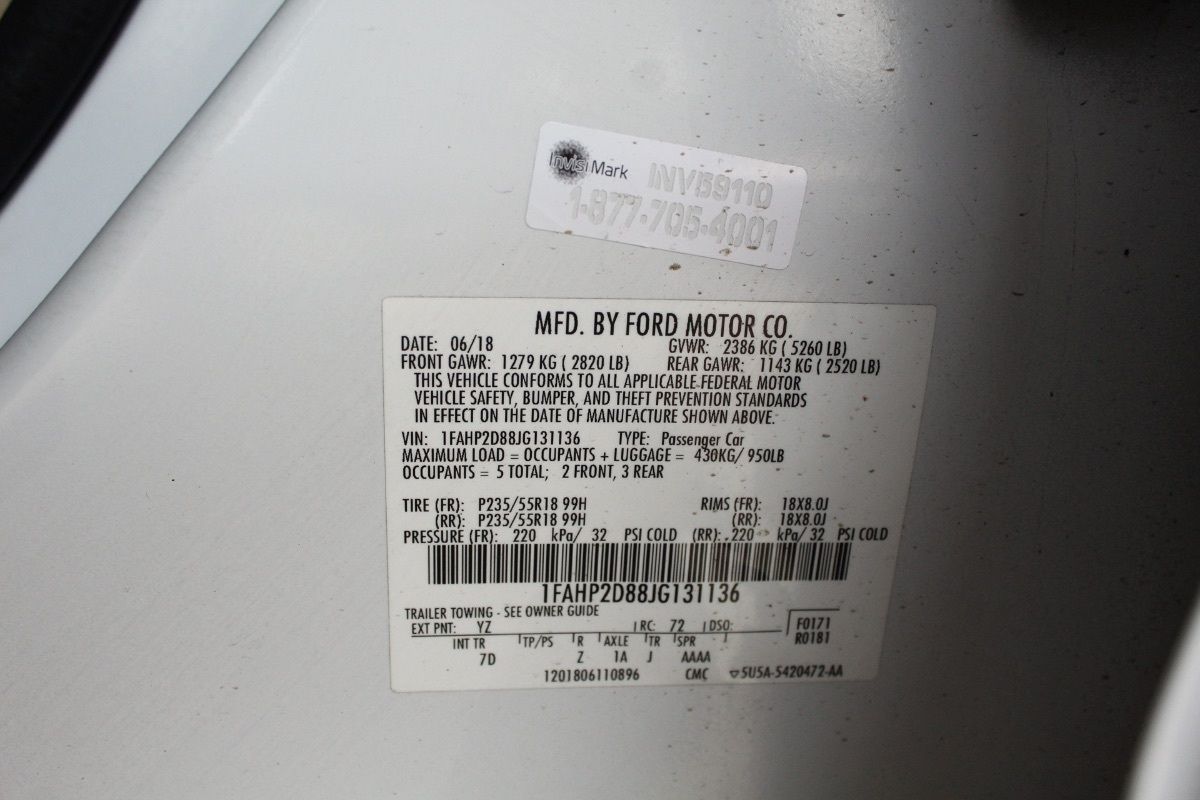 InvisiMark INV59110
1-877-705-4001
MFD. BY FORD MOTOR CO.
DATE: 06/18 GVWR: 2386 KG ( 5260 LB)
FRONT GAWR: 1279 KG ( 2820 LB) REAR GAWR: 1143 KG ( 2520 LB)
THIS VEHICLE CONFORMS TO ALL APPLICABLE FEDERAL MOTOR
VEHICLE SAFETY, BUMPER, AND THEFT PREVENTION STANDARDS
IN EFFECT ON THE DATE OF MANUFACTURE SHOWN ABOVE.
VIN: 1FAHP2D88JG131136 TYPE: Passenger Car
MAXIMUM LOAD = OCCUPANTS + LUGGAGE = 430KG/ 950LB
OCCUPANTS = 5 TOTAL; 2 FRONT, 3 REAR
TIRE (FR): P235/55R18 99H RIMS (FR): 18X8.0J
(RR): P235/55R18 99H (RR): 18X8.0J
PRESSURE (FR): 220 kPa/ 32 PSI COLD (RR): 220 kPa/ 32 PSI COLD
1FAHP2D88JG131136
TRAILER TOWING - SEE OWNER GUIDE
EXT PNT: YZ RC: 72 DSO: F0171
INT TR TP/PS R AXLE TR SPR R0181
7D Z 1A J AAAA
1201806110896 CMC 5U5A-5420472-AA